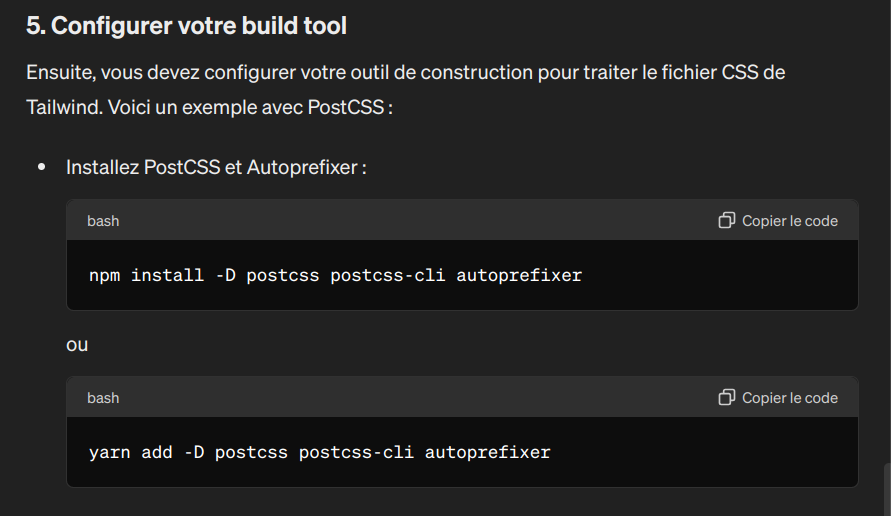 5. Configurer votre build tool
Ensuite, vous devez configurer votre outil de construction pour traiter le fichier CSS de
Tailwind. Voici un exemple avec PostCSS :
• Installez PostCSS et Autoprefixer :
bash
Copier le code
npm install -D postcss postcss-cli autoprefixer
ou
bash
Copier le code
yarn add -D postcss postcss-cli autoprefixer